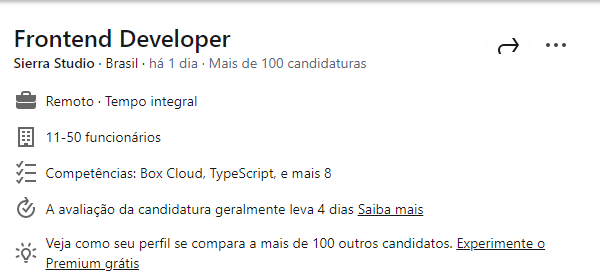 Frontend Developer
Sierra Studio · Brasil · há 1 dia · Mais de 100 candidaturas
Remoto · Tempo integral
11-50 funcionários
Competências: Box Cloud, TypeScript, e mais 8
A avaliação da candidatura geralmente leva 4 dias Saiba mais
Veja como seu perfil se compara a mais de 100 outros candidatos. Experimente o
Premium grátis